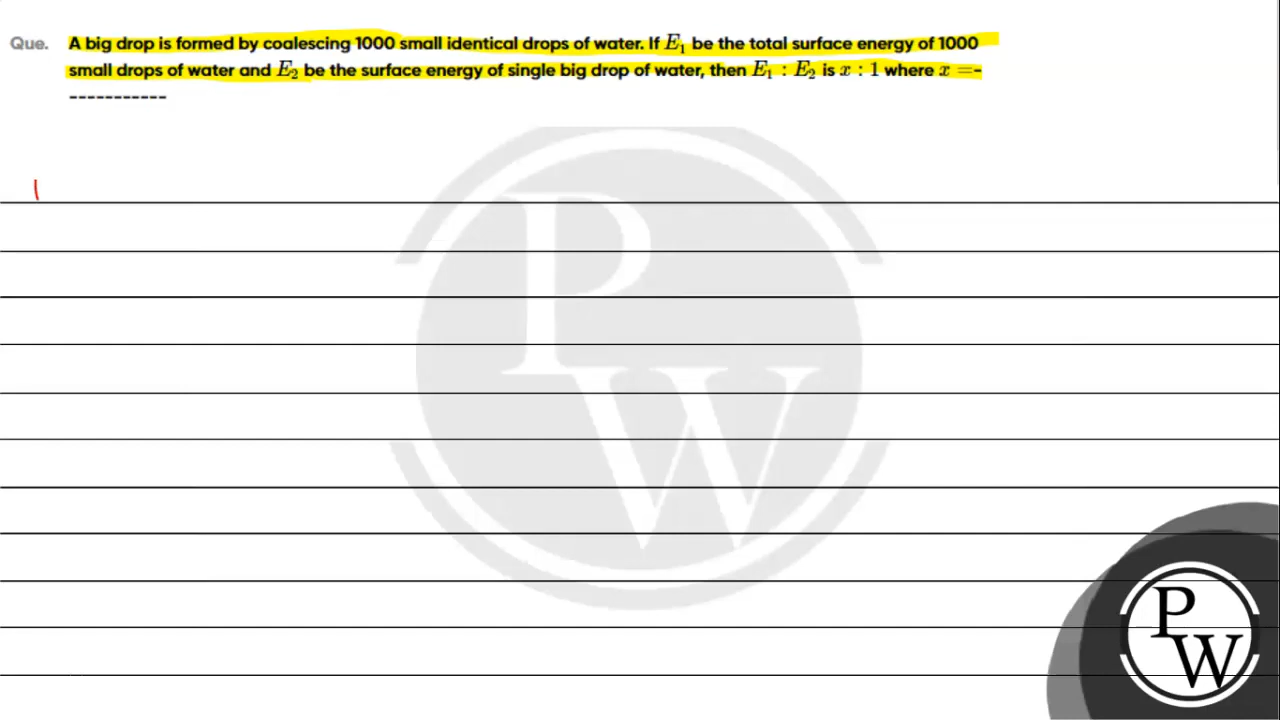 Que. A big drop is formed by coalescing 1000 small identical drops of water. If E₁ be the total surface energy of 1000
small drops of water and E₂ be the surface energy of single big drop of water, then E₁ : E₂ is x : 1 where x =-
-----------
P
W
P
W